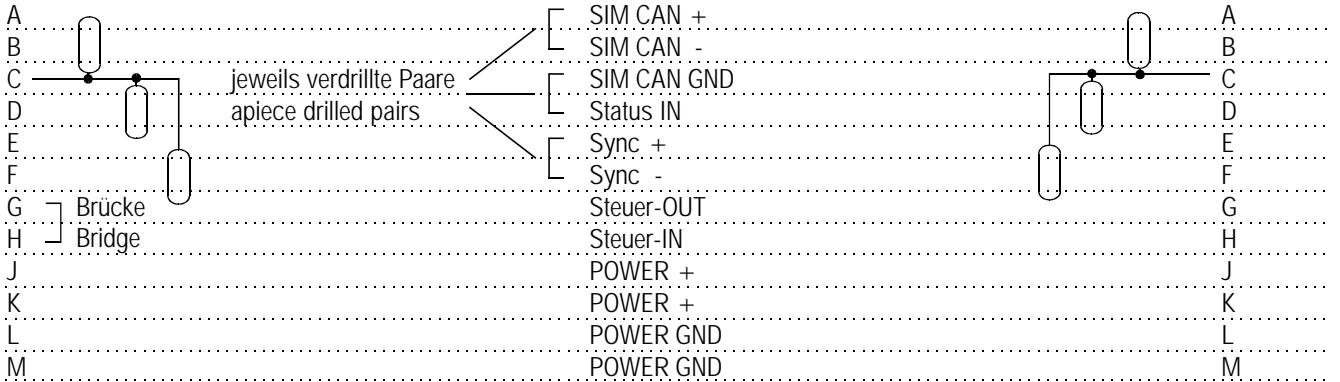 A SIM CAN + A
B SIM CAN - B
C jeweils verdrillte Paare SIM CAN GND C
D apiece drilled pairs Status IN D
E Sync + E
F Sync - F
G Brücke Steuer-OUT G
H Bridge Steuer-IN H
J POWER + J
K POWER + K
L POWER GND L
M POWER GND M